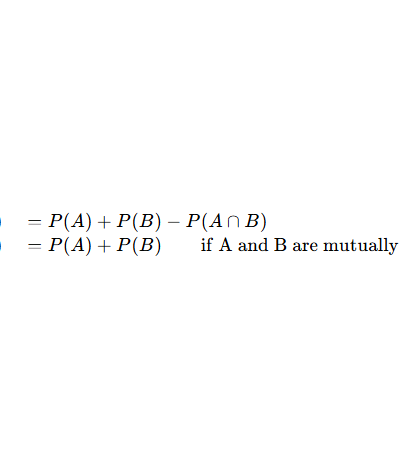 ) = P(A) + P(B) − P(A ∩ B)
) = P(A) + P(B) if A and B are mutually